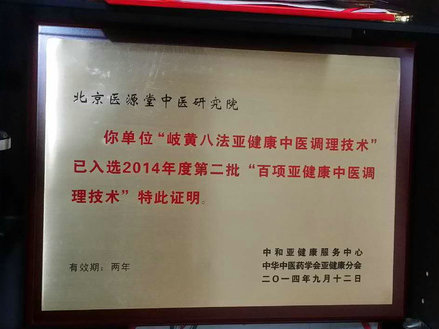 北京医源堂中医研究院
你单位“岐黄八法亚健康中医调理技术”
已入选2014年度第二批“百项亚健康中医调
理技术”特此证明。
中和亚健康服务中心
有效期：两年
中华中医药学会亚健康分会
二〇一四年九月十二日